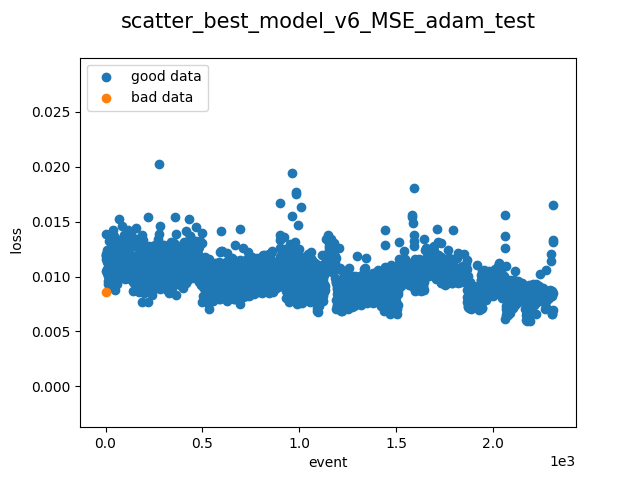 scatter_best_model_v6_MSE_adam_test
good data
bad data
0.025
0.020
0.015
0.010
0.005
0.000
loss
0.0 0.5 1.0 1.5 2.0
event
1e3